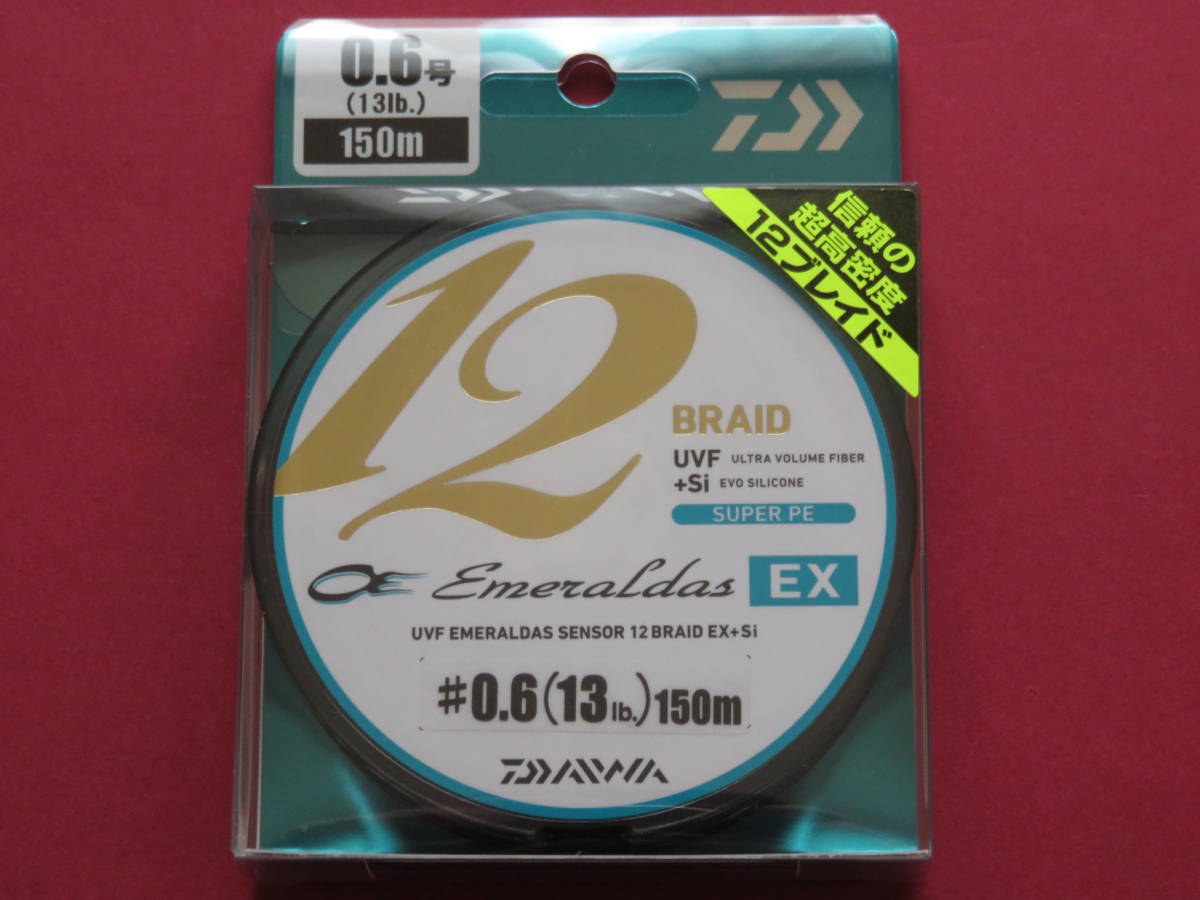 0.6号
(13lb.)
150m
信頼の
超高密度
12ブレイド
12
BRAID
UVF ULTRA VOLUME FIBER
+Si EVO SILICONE
SUPER PE
Emeraldas EX
UVF EMERALDAS SENSOR 12 BRAID EX+Si
#0.6(13lb.)150m
DAIWA